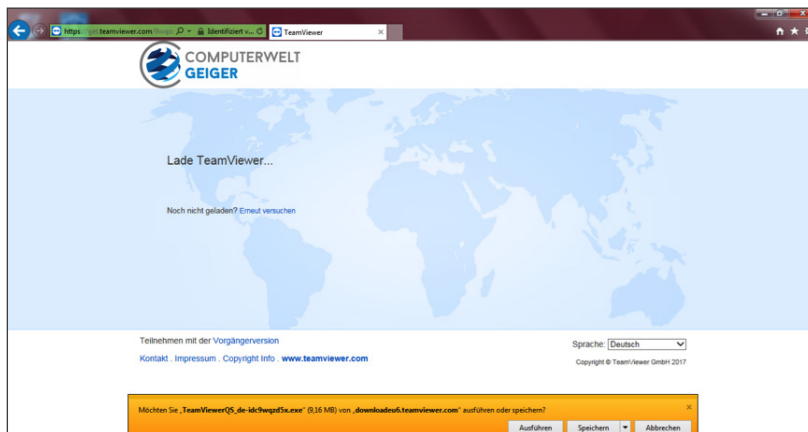 https: get.teamviewer.com
Identifiziert v...
TeamViewer
COMPUTERWELT
GEIGER
Lade TeamViewer...
Noch nicht geladen? Erneut versuchen
Teilnehmen mit der Vorgängerversion
Sprache: Deutsch
Kontakt . Impressum . Copyright Info . www.teamviewer.com
Copyright © TeamViewer GmbH 2017
Möchten Sie „TeamViewerQS_de-idc9wqzd5x.exe“ (9,16 MB) von „downloadeu6.teamviewer.com“ ausführen oder speichern?
Ausführen Speichern Abbrechen